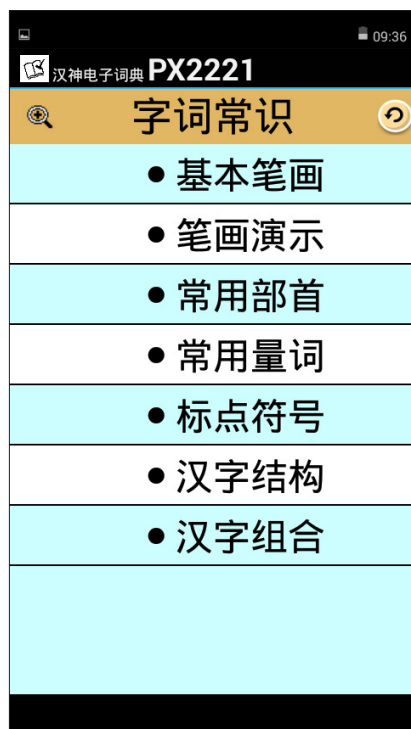 09:36
汉神电子词典 PX2221
字词常识
• 基本笔画
• 笔画演示
• 常用部首
• 常用量词
• 标点符号
• 汉字结构
• 汉字组合